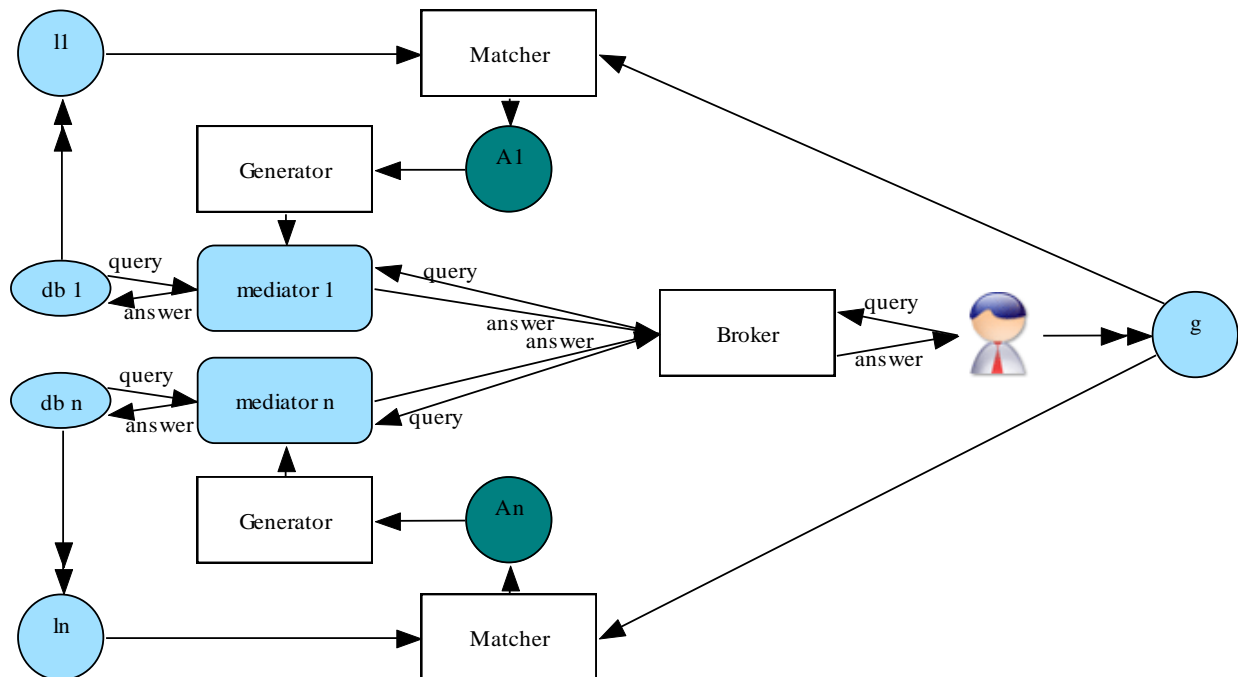 l1
Matcher
Generator
A1
query
db 1
answer
mediator 1
query
answer
answer
Broker
query
answer
g
db n
query
answer
mediator n
query
Generator
An
ln
Matcher